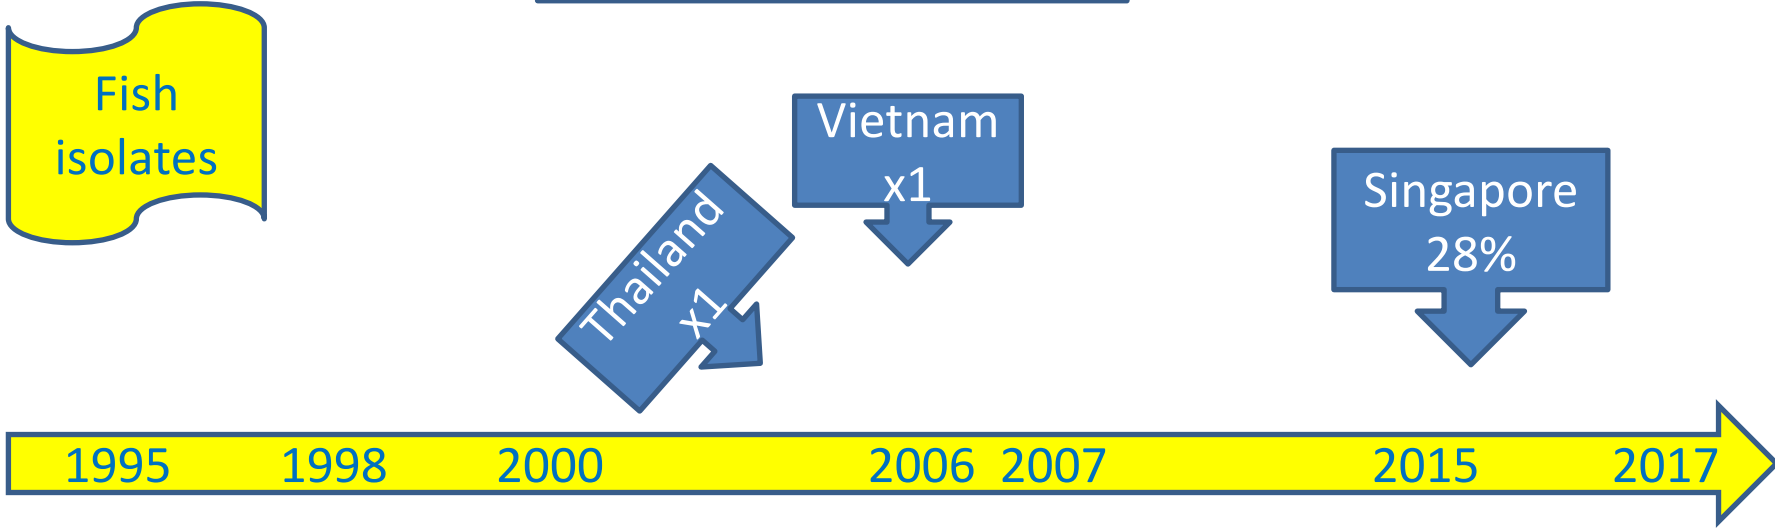 Fish
isolates
Vietnam
x1
Thailand
x1
Singapore
28%
1995 1998 2000 2006 2007 2015 2017